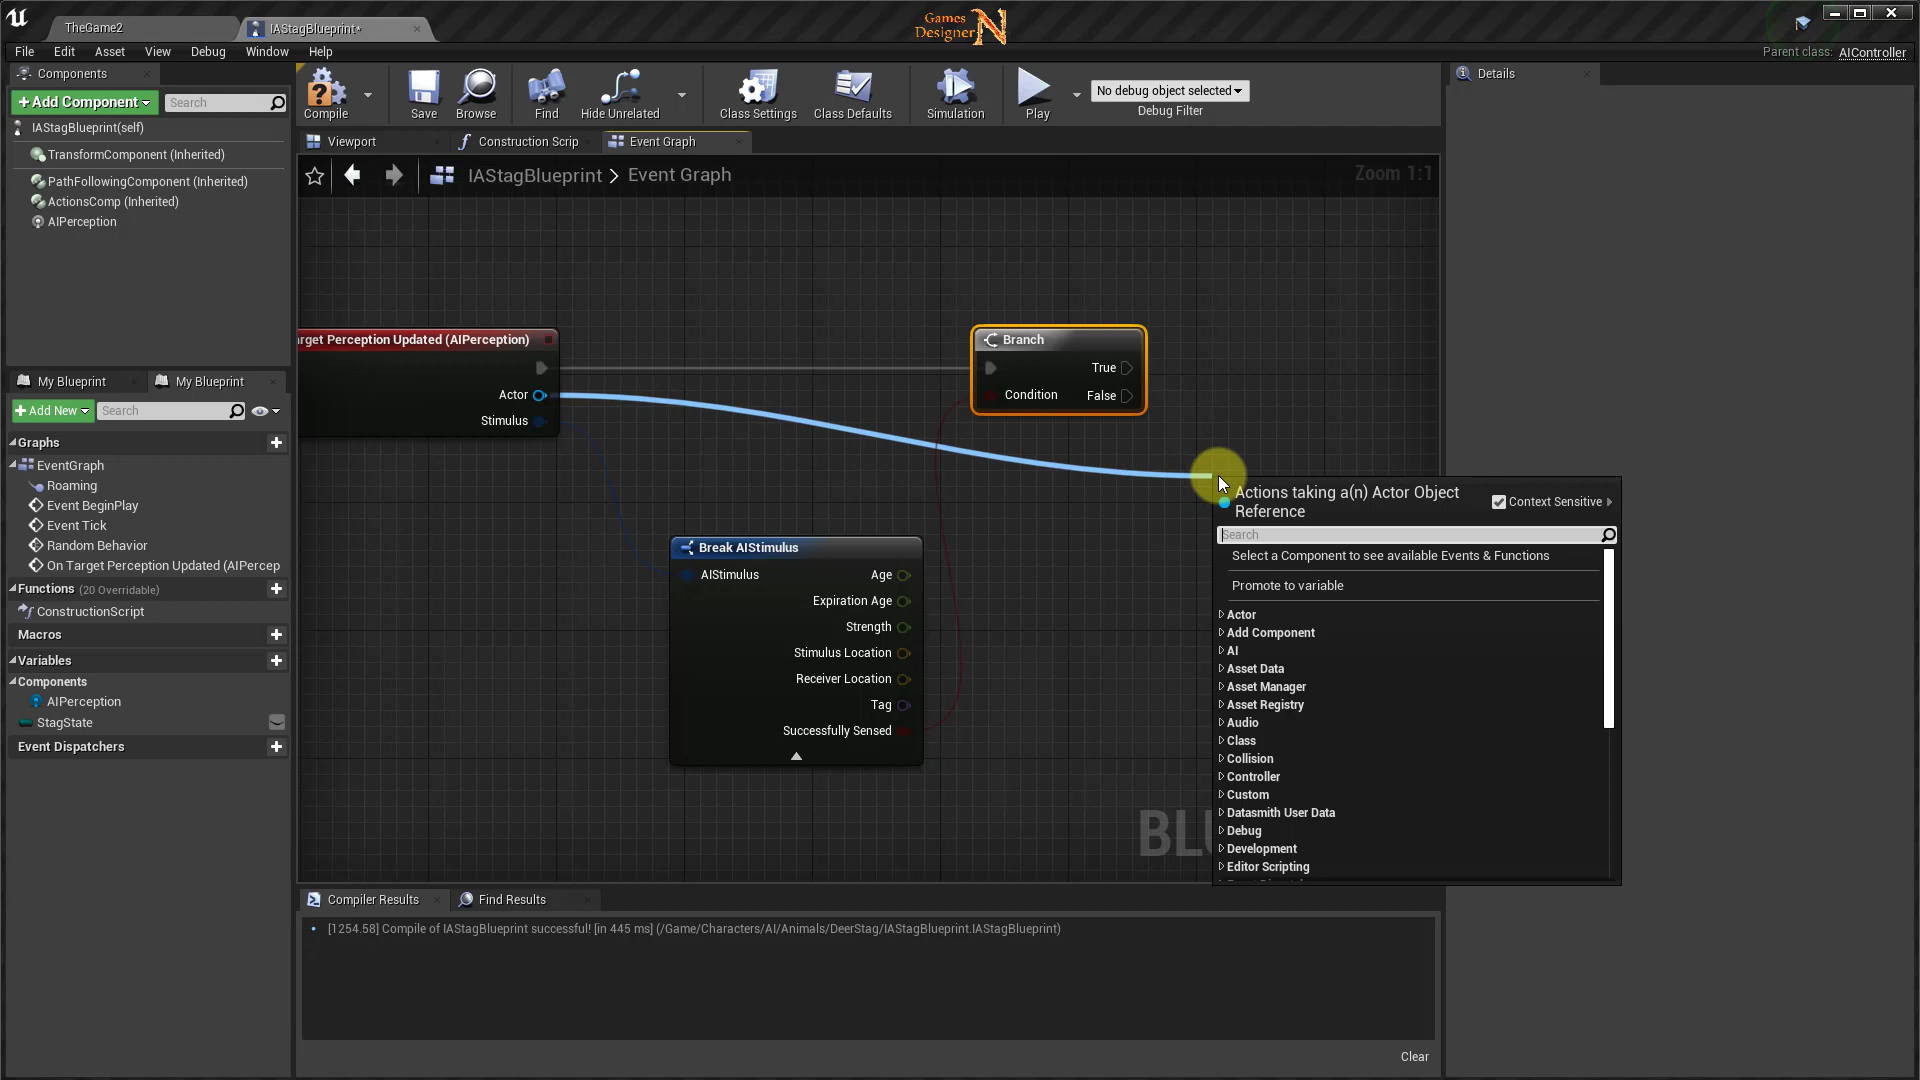 TheGame2
IAStagBlueprint*
Games
Designer
N
File Edit Asset View Debug Window Help
Parent class: AIController
Components
Add Component
Search
IAStagBlueprint(self)
TransformComponent (Inherited)
PathFollowingComponent (Inherited)
ActionsComp (Inherited)
AIPerception
Compile
Save
Browse
Find
Hide Unrelated
Class Settings
Class Defaults
Simulation
Play
No debug object selected
Debug Filter
Details
Viewport
Construction Scrip
Event Graph
IAStagBlueprint > Event Graph
Zoom 1:1
My Blueprint
My Blueprint
Add New
Search
Graphs
EventGraph
Roaming
Event BeginPlay
Event Tick
Random Behavior
On Target Perception Updated (AIPercep
Functions (20 Overridable)
ConstructionScript
Macros
Variables
Components
AIPerception
StagState
Event Dispatchers
arget Perception Updated (AIPerception)
Actor
Stimulus
Branch
True
Condition False
Break AIStimulus
AIStimulus Age
Expiration Age
Strength
Stimulus Location
Receiver Location
Tag
Successfully Sensed
Actions taking a(n) Actor Object
Reference
Context Sensitive
Search
Select a Component to see available Events & Functions
Promote to variable
Actor
Add Component
AI
Asset Data
Asset Manager
Asset Registry
Audio
Class
Collision
Controller
Custom
Datasmith User Data
Debug
Development
Editor Scripting
BLU
Compiler Results
Find Results
[1254.58] Compile of IAStagBlueprint successful! [in 445 ms] (/Game/Characters/AI/Animals/DeerStag/IAStagBlueprint.IAStagBlueprint)
Clear